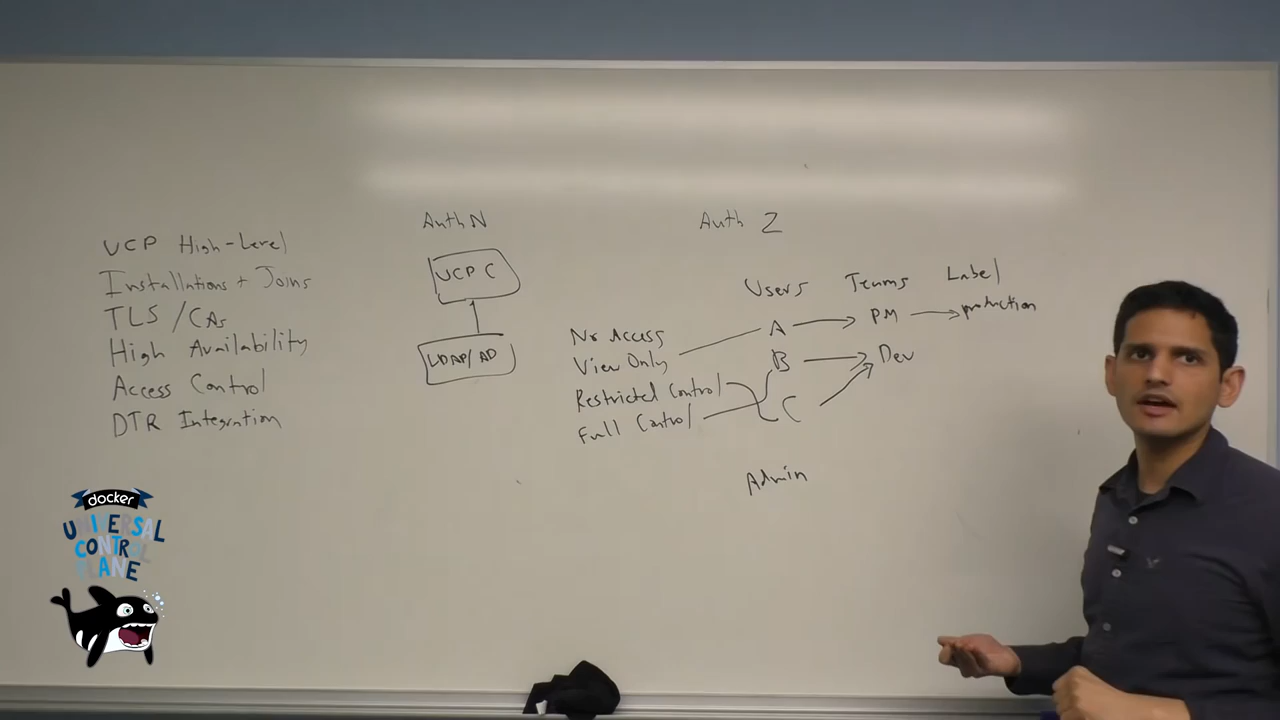 UCP High-Level
Installations + Joins
TLS / CAs
High Availability
Access Control
DTR Integration
AuthN
UCP C
LDAP/AD
Auth Z
Users Teams Label
A PM production
B Dev
C
No Access
View Only
Restricted Control
Full Control
Admin
docker
UNIVERSAL
CONTROL
PLANE